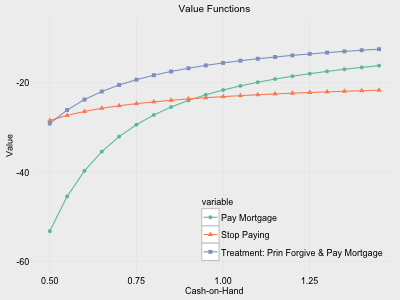 Value Functions
Value
-20
-40
-60
variable
Pay Mortgage
Stop Paying
Treatment: Prin Forgive & Pay Mortgage
0.50 0.75 1.00 1.25
Cash-on-Hand